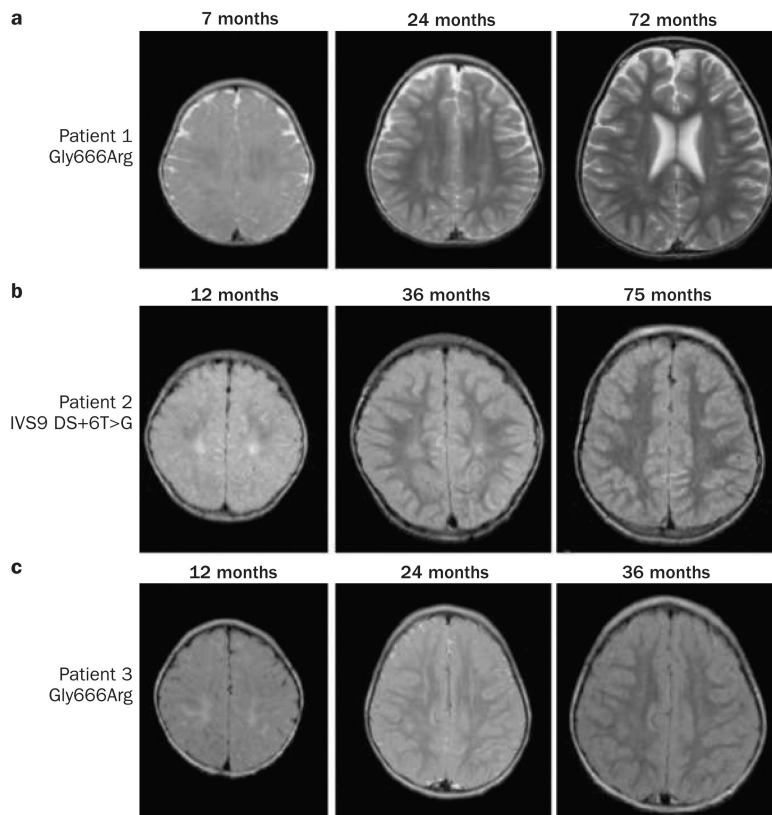 a
7 months
24 months
72 months
Patient 1
Gly666Arg
b
12 months
36 months
75 months
Patient 2
IVS9 DS+6T>G
c
12 months
24 months
36 months
Patient 3
Gly666Arg